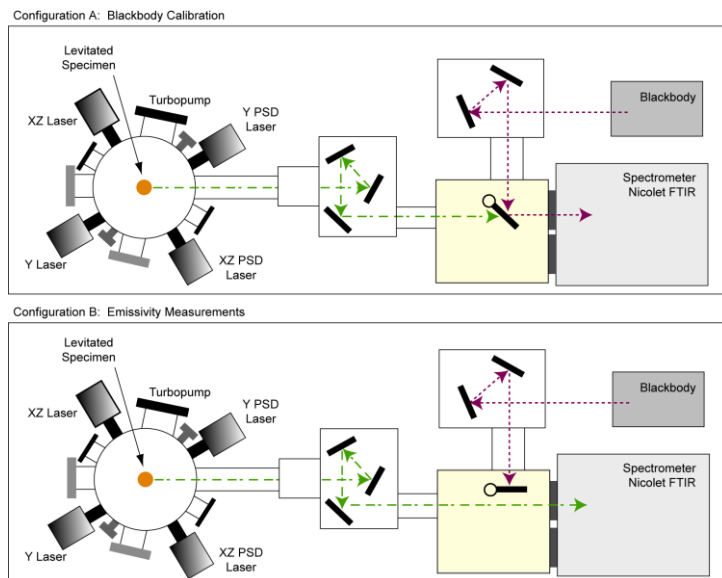 Configuration A: Blackbody Calibration
Levitated
Specimen
Turbopump
XZ Laser
Y PSD
Laser
Blackbody
Spectrometer
Nicolet FTIR
Y Laser
XZ PSD
Laser
Configuration B: Emissivity Measurements
Levitated
Specimen
Turbopump
XZ Laser
Y PSD
Laser
Blackbody
Spectrometer
Nicolet FTIR
Y Laser
XZ PSD
Laser